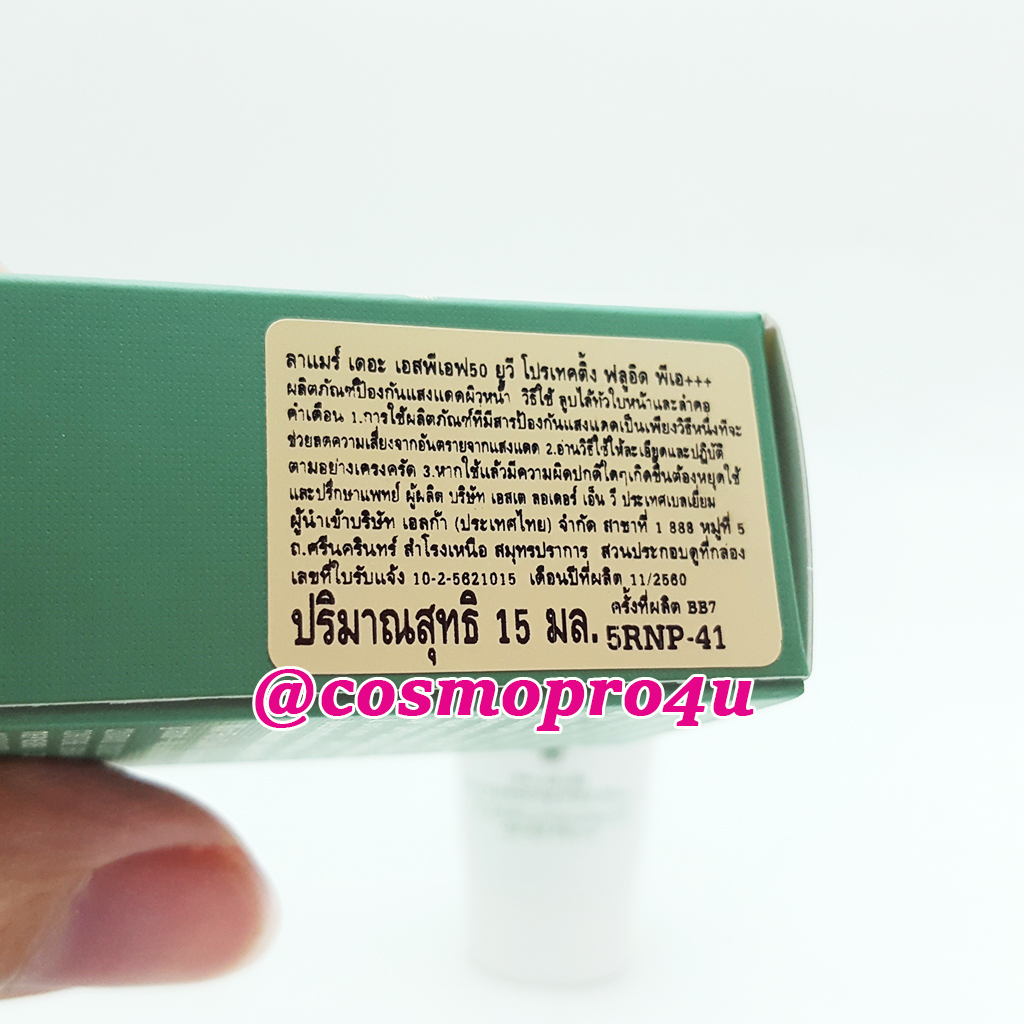 ลาแมร์ เดอะ เอสพีเอฟ50 ยูวี โปรเทคติ้ง ฟลูอิด พีเอ+++
ผลิตภัณฑ์ป้องกันแสงแดดผิวหน้า วิธีใช้ ลูบไล้ทั่วใบหน้าและลำคอ
คำเตือน 1.การใช้ผลิตภัณฑ์ที่มีสารป้องกันแสงแดดเป็นเพียงวิธีหนึ่งที่จะ
ช่วยลดความเสี่ยงจากอันตรายจากแสงแดด 2.อ่านวิธีใช้ให้ละเอียดและปฏิบัติ
ตามอย่างเคร่งครัด 3.หากใช้แล้วมีความผิดปกติใดๆเกิดขึ้นต้องหยุดใช้
และปรึกษาแพทย์ ผู้ผลิต บริษัท เอสเต ลอเดอร์ เอ็น วี ประเทศเบลเยี่ยม
ผู้นำเข้าบริษัท เอลก้า (ประเทศไทย) จำกัด สาขาที่ 1 888 หมู่ที่ 5
ถ.ศรีนครินทร์ สำโรงเหนือ สมุทรปราการ ส่วนประกอบดูที่กล่อง
เลขที่ใบรับแจ้ง 10-2-5621015 เดือนปีที่ผลิต 11/2560
ปริมาณสุทธิ 15 มล. ครั้งที่ผลิต BB7
5RNP-41
@cosmopro4u